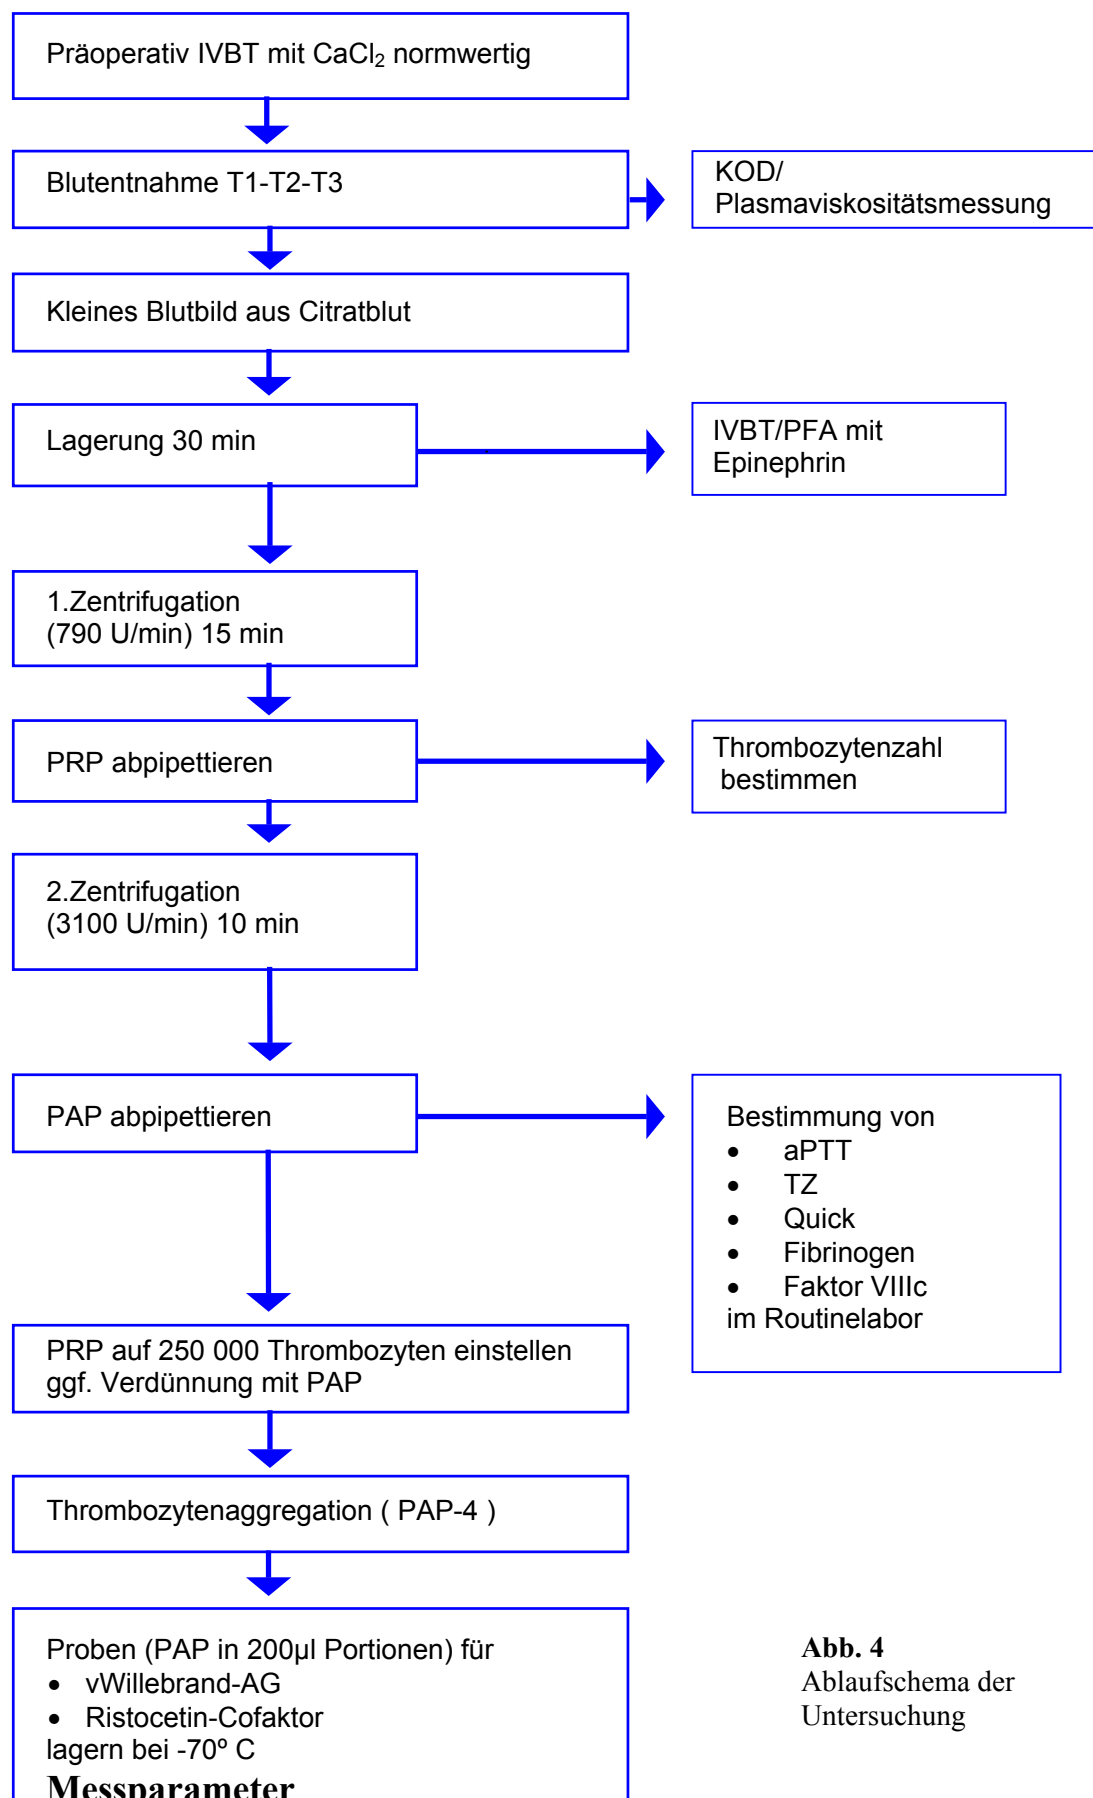 Präoperativ IVBT mit CaCl₂ normwertig
Blutentnahme T1-T2-T3
KOD/
Plasmaviskositätsmessung
Kleines Blutbild aus Citratblut
Lagerung 30 min
IVBT/PFA mit
Epinephrin
1.Zentrifugation
(790 U/min) 15 min
PRP abpipettieren
Thrombozytenzahl
bestimmen
2.Zentrifugation
(3100 U/min) 10 min
PAP abpipettieren
Bestimmung von
• aPTT
• TZ
• Quick
• Fibrinogen
• Faktor VIIIc
im Routinelabor
PRP auf 250 000 Thrombozyten einstellen
ggf. Verdünnung mit PAP
Thrombozytenaggregation ( PAP-4 )
Proben (PAP in 200µl Portionen) für
• vWillebrand-AG
• Ristocetin-Cofaktor
lagern bei -70º C
Messparameter
Abb. 4
Ablaufschema der
Untersuchung